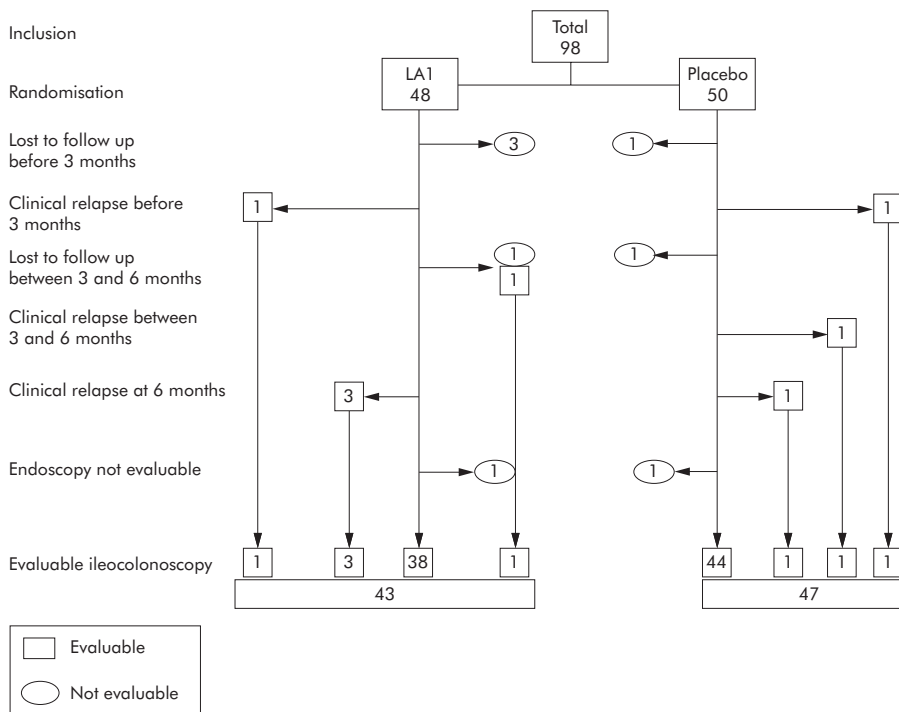 Inclusion
Total
98
Randomisation
LA1
48
Placebo
50
Lost to follow up
before 3 months
3
1
Clinical relapse before
3 months
1
1
Lost to follow up
between 3 and 6 months
1
1
1
Clinical relapse between
3 and 6 months
1
Clinical relapse at 6 months
3
1
Endoscopy not evaluable
1
1
Evaluable ileocolonoscopy
1
3
38
1
44
1
1
1
43
47
Evaluable
Not evaluable